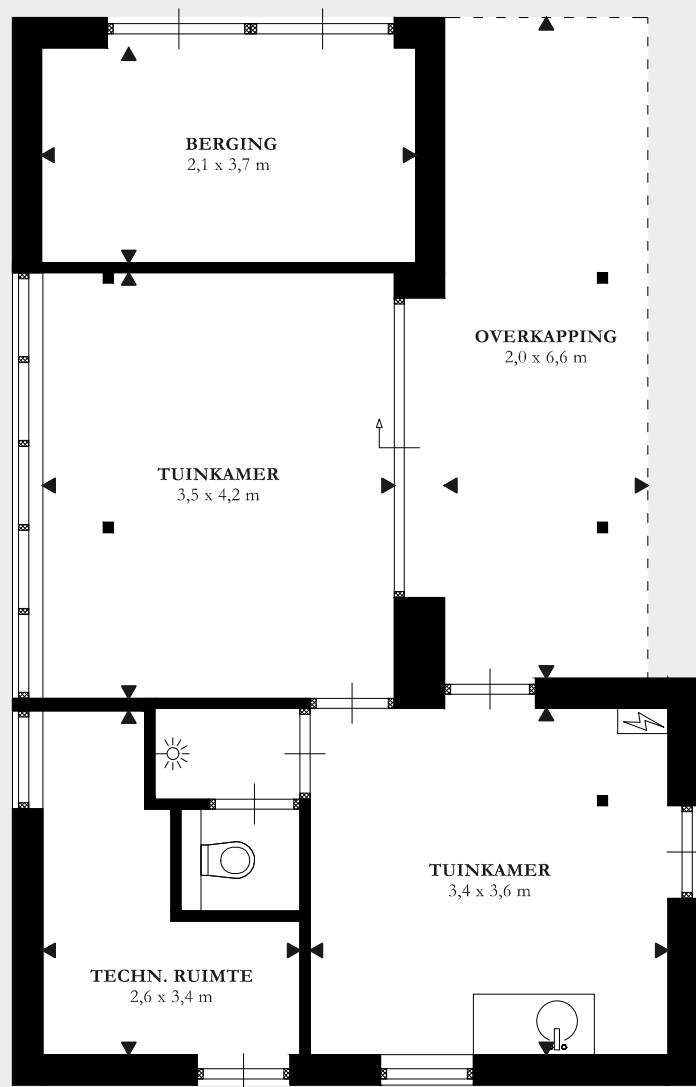 BERGING
2,1 x 3,7 m
OVERKAPPING
2,0 x 6,6 m
TUINKAMER
3,5 x 4,2 m
TUINKAMER
3,4 x 3,6 m
TECHN. RUIMTE
2,6 x 3,4 m